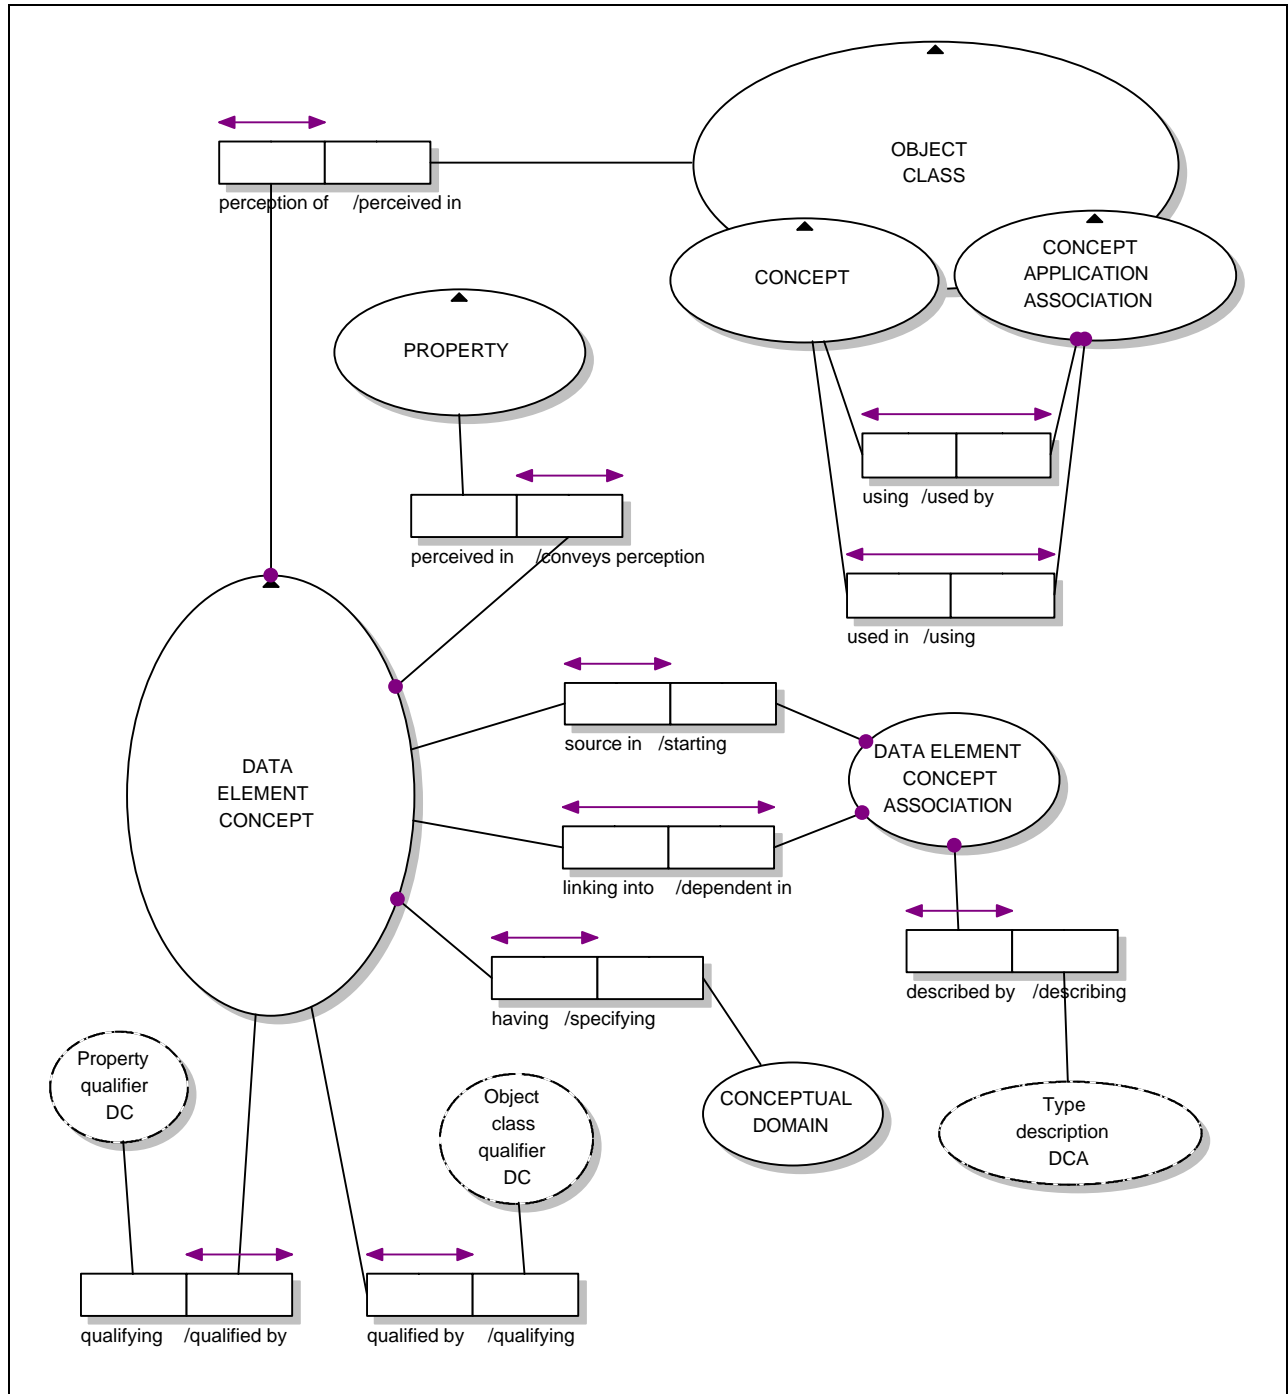 OBJECT
CLASS
perception of /perceived in
CONCEPT
CONCEPT
APPLICATION
ASSOCIATION
PROPERTY
using /used by
perceived in /conveys perception
used in /using
source in /starting
DATA
ELEMENT
CONCEPT
DATA ELEMENT
CONCEPT
ASSOCIATION
linking into /dependent in
having /specifying
described by /describing
Property
qualifier
DC
Object
class
qualifier
DC
CONCEPTUAL
DOMAIN
Type
description
DCA
qualifying /qualified by
qualified by /qualifying